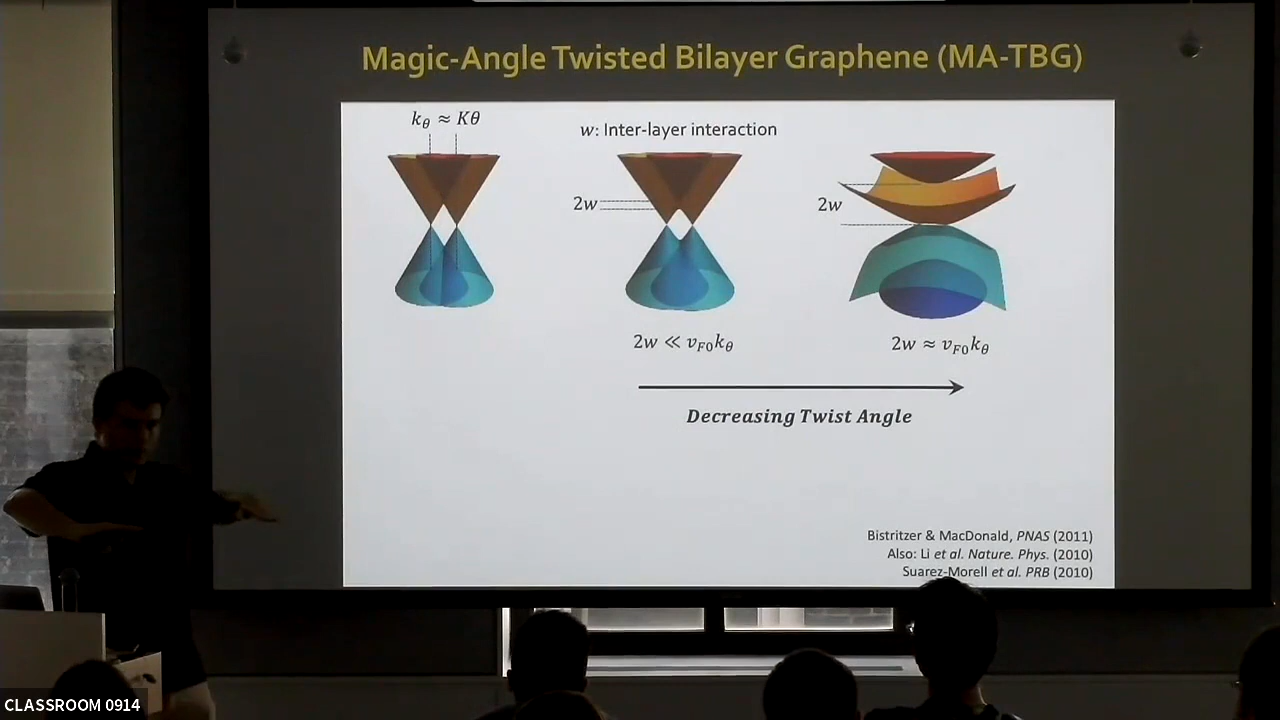 Magic-Angle Twisted Bilayer Graphene (MA-TBG)
kθ ≈ Kθ
w: Inter-layer interaction
2w
2w
2w ≪ vF0kθ
2w ≈ vF0kθ
Decreasing Twist Angle
Bistritzer & MacDonald, PNAS (2011)
Also: Li et al. Nature. Phys. (2010)
Suarez-Morell et al. PRB (2010)
CLASSROOM 0914